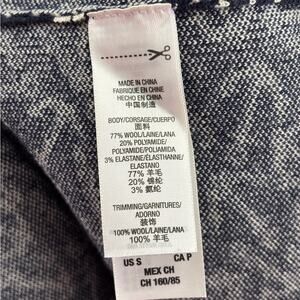 MADE IN CHINA
FABRIQUÉ EN CHINE
HECHO EN CHINA
中国制造
BODY/CORSAGE/CUERPO
面料
77% WOOL/LAINE/LANA
20% POLYAMIDE/
POLYAMIDE/POLIAMIDA
3% ELASTANE/ÉLASTHANNE/
ELASTANO
77% 羊毛
20% 锦纶
3% 氨纶
TRIMMING/GARNITURES/
ADORNO
装饰
100% WOOL/LAINE/LANA
100% 羊毛
US S CA P
MEX CH
CH 160/85